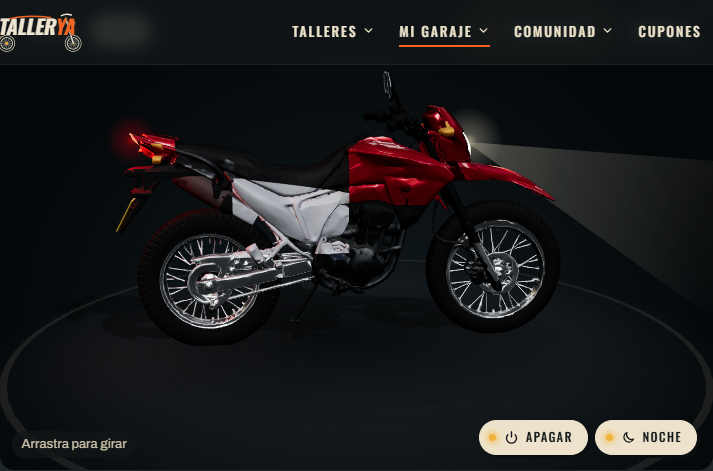 TALLERYA
TALLERES MI GARAJE COMUNIDAD CUPONES
Arrastra para girar
APAGAR
NOCHE